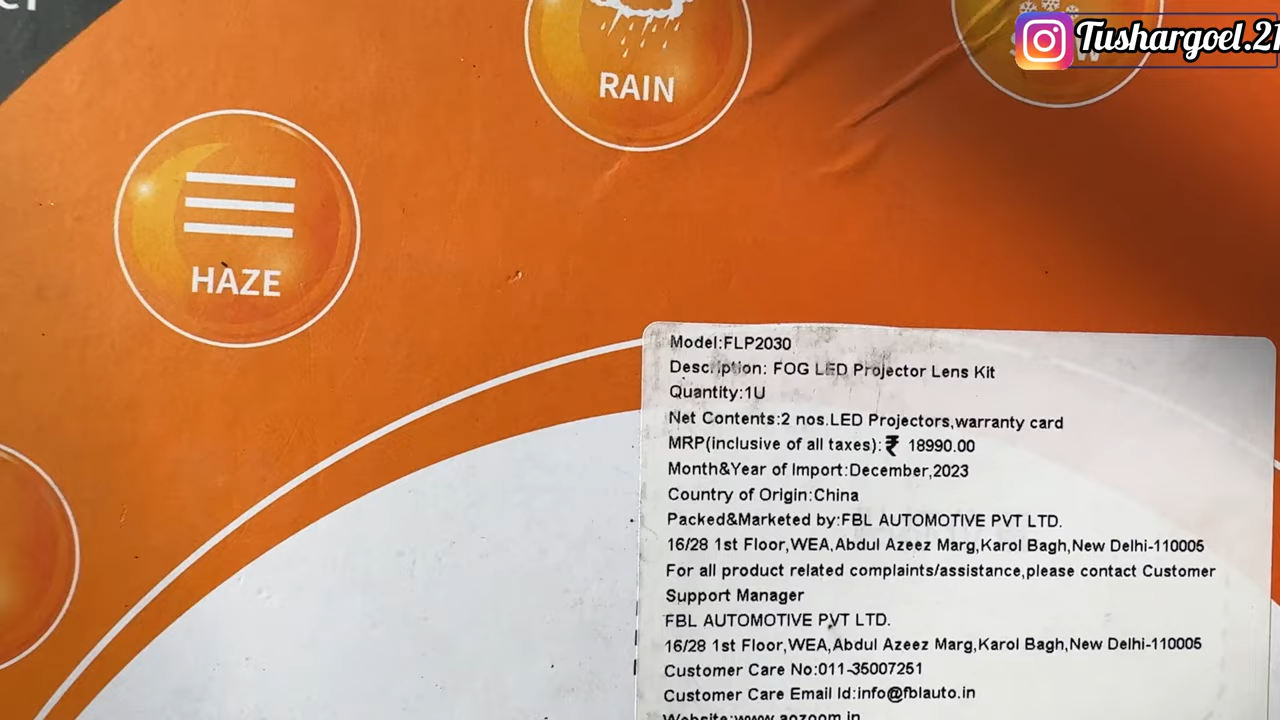 Tushargoel.21
RAIN
HAZE
Model:FLP2030
Description: FOG LED Projector Lens Kit
Quantity:1U
Net Contents:2 nos.LED Projectors,warranty card
MRP(inclusive of all taxes):₹ 18990.00
Month&Year of Import:December,2023
Country of Origin:China
Packed&Marketed by:FBL AUTOMOTIVE PVT LTD.
16/28 1st Floor,WEA,Abdul Azeez Marg,Karol Bagh,New Delhi-110005
For all product related complaints/assistance,please contact Customer
Support Manager
FBL AUTOMOTIVE PVT LTD.
16/28 1st Floor,WEA,Abdul Azeez Marg,Karol Bagh,New Delhi-110005
Customer Care No:011-35007251
Customer Care Email Id:info@fblauto.in
Website:www.aozoom.in